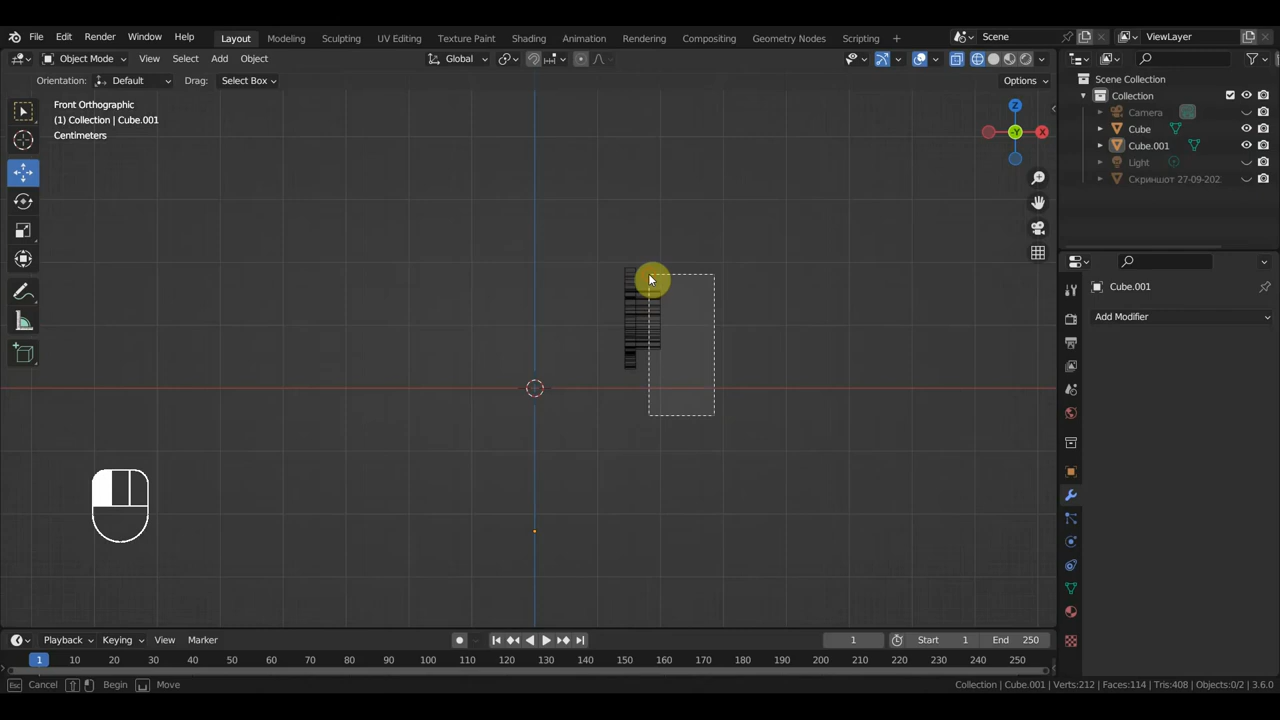 File Edit Render Window Help Layout Modeling Sculpting UV Editing Texture Paint Shading Animation Rendering Compositing Geometry Nodes Scripting + Scene ViewLayer
Object Mode View Select Add Object Global Options
Orientation: Default Drag: Select Box
Front Orthographic
(1) Collection | Cube.001
Centimeters
Z
-Y
X
Scene Collection
Collection
Camera
Cube
Cube.001
Light
Скриншот 27-09-202
Cube.001
Add Modifier
Playback Keying View Marker 1 Start 1 End 250
1 10 20 30 40 50 60 70 80 90 100 110 120 130 140 150 160 170 180 190 200 210 220 230 240 250
Esc Cancel Begin Move Collection | Cube.001 | Verts:212 | Faces:114 | Tris:408 | Objects:0/2 | 3.6.0